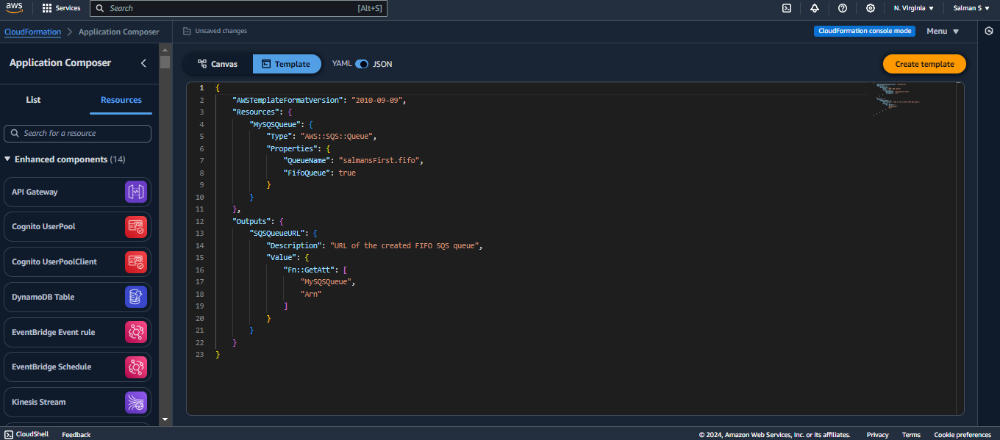 aws
Services
Search
[Alt+S]
N. Virginia
Salman S
CloudFormation
Application Composer
Unsaved changes
CloudFormation console mode
Menu
Application Composer
List
Resources
Search for a resource
Enhanced components (14)
API Gateway
Cognito UserPool
Cognito UserPoolClient
DynamoDB Table
EventBridge Event rule
EventBridge Schedule
Kinesis Stream
Canvas
Template
YAML
JSON
Create template
1 {
2 "AWSTemplateFormatVersion": "2010-09-09",
3 "Resources": {
4 "MySQSQueue": {
5 "Type": "AWS::SQS::Queue",
6 "Properties": {
7 "QueueName": "salmansFirst.fifo",
8 "FifoQueue": true
9 }
10 }
11 },
12 "Outputs": {
13 "SQSQueueURL": {
14 "Description": "URL of the created FIFO SQS queue",
15 "Value": {
16 "Fn::GetAtt": [
17 "MySQSQueue",
18 "Arn"
19 ]
20 }
21 }
22 }
23 }
CloudShell
Feedback
© 2024, Amazon Web Services, Inc. or its affiliates.
Privacy
Terms
Cookie preferences